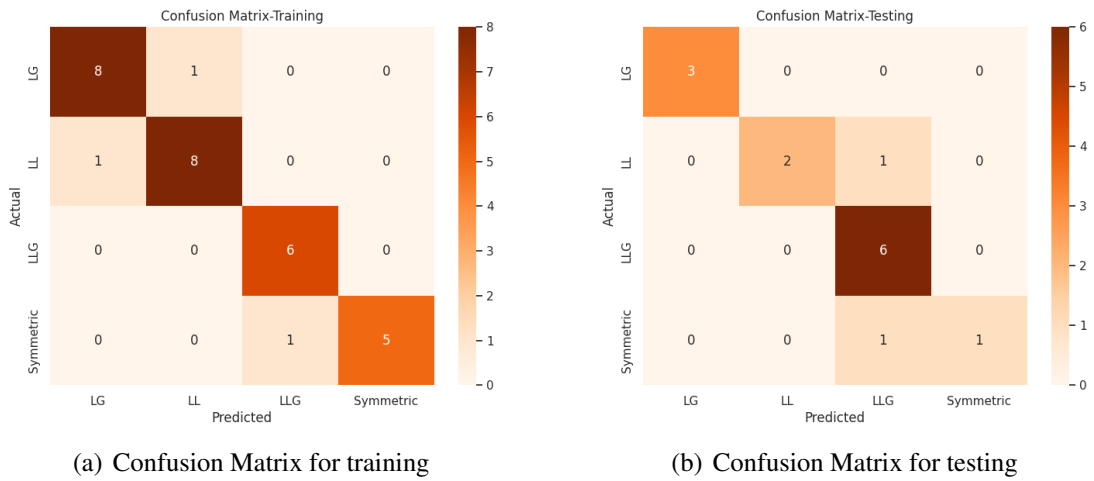 Confusion Matrix-Training
LG 8 1 0 0
LL 1 8 0 0
LLG 0 0 6 0
Symmetric 0 0 1 5
LG LL LLG Symmetric
Actual
Predicted
8
7
6
5
4
3
2
1
0
(a) Confusion Matrix for training
Confusion Matrix-Testing
LG 3 0 0 0
LL 0 2 1 0
LLG 0 0 6 0
Symmetric 0 0 1 1
LG LL LLG Symmetric
Actual
Predicted
6
5
4
3
2
1
0
(b) Confusion Matrix for testing